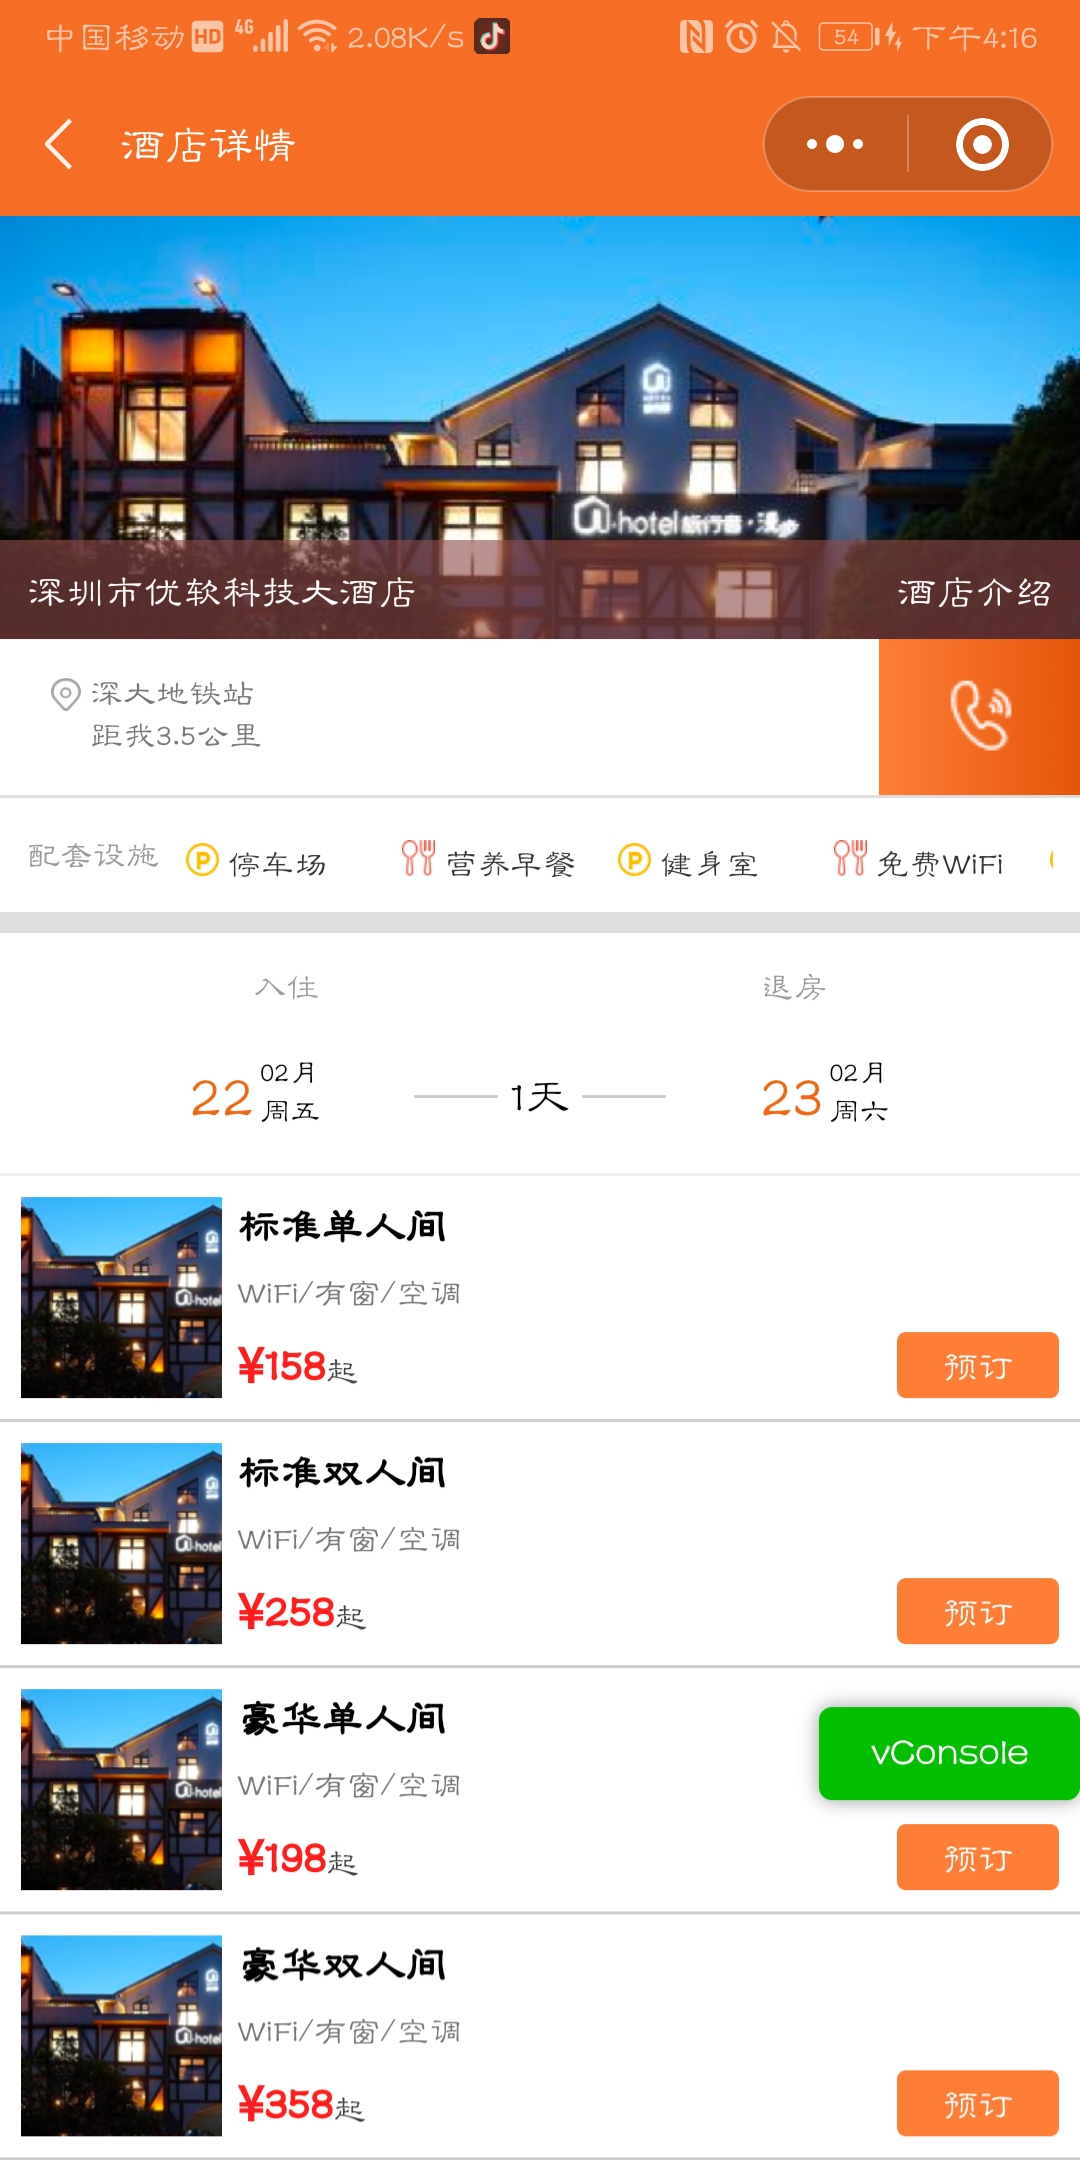 中国移动 HD 4G 2.08K/s 54 下午4:16
酒店详情
hotel 旅行者·漫步
深圳市优软科技大酒店 酒店介绍
深大地铁站
距我3.5公里
配套设施 P 停车场 营养早餐 P 健身室 免费WiFi
入住 退房
22 02月 周五 1天 23 02月 周六
标准单人间
WiFi/有窗/空调
¥158起 预订
标准双人间
WiFi/有窗/空调
¥258起 预订
豪华单人间
vConsole
WiFi/有窗/空调
¥198起 预订
豪华双人间
WiFi/有窗/空调
¥358起 预订